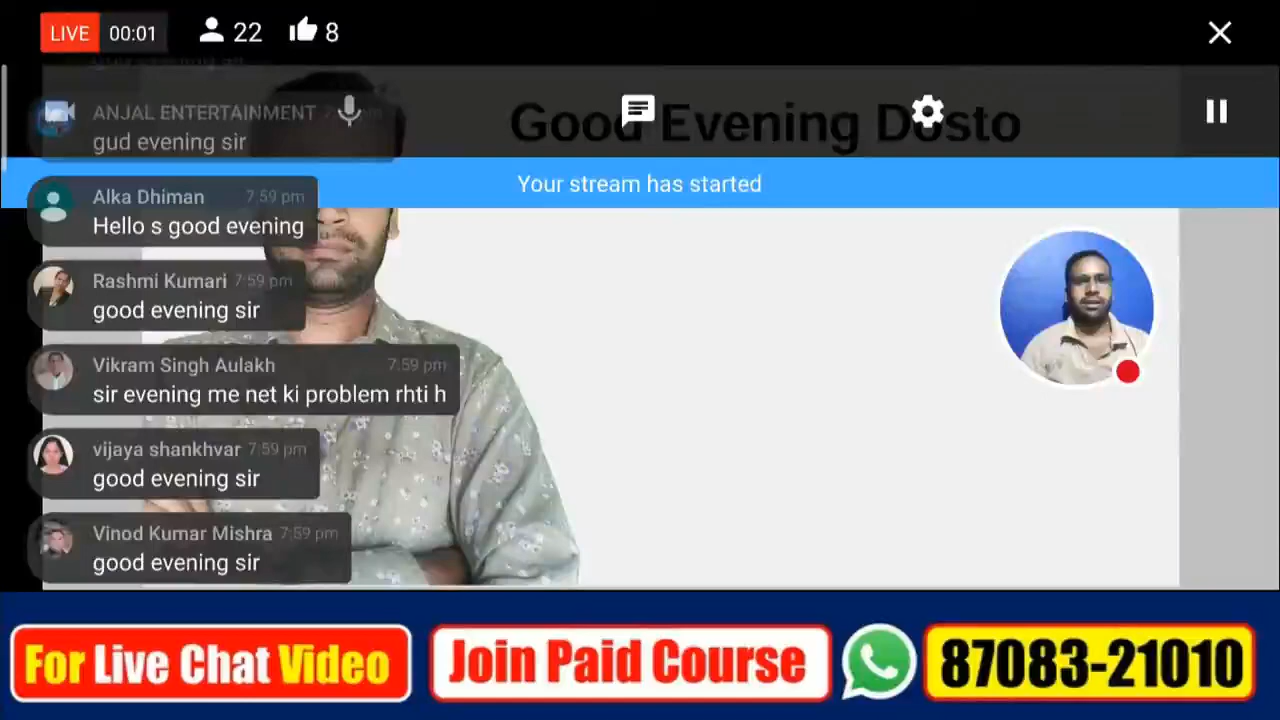 LIVE 00:01 22 8
ANJAL ENTERTAINMENT
gud evening sir
Good Evening Dosto
Your stream has started
Alka Dhiman 7:59 pm
Hello s good evening
Rashmi Kumari 7:59 pm
good evening sir
Vikram Singh Aulakh 7:59 pm
sir evening me net ki problem rhti h
vijaya shankhvar 7:59 pm
good evening sir
Vinod Kumar Mishra 7:59 pm
good evening sir
For Live Chat Video
Join Paid Course
87083-21010